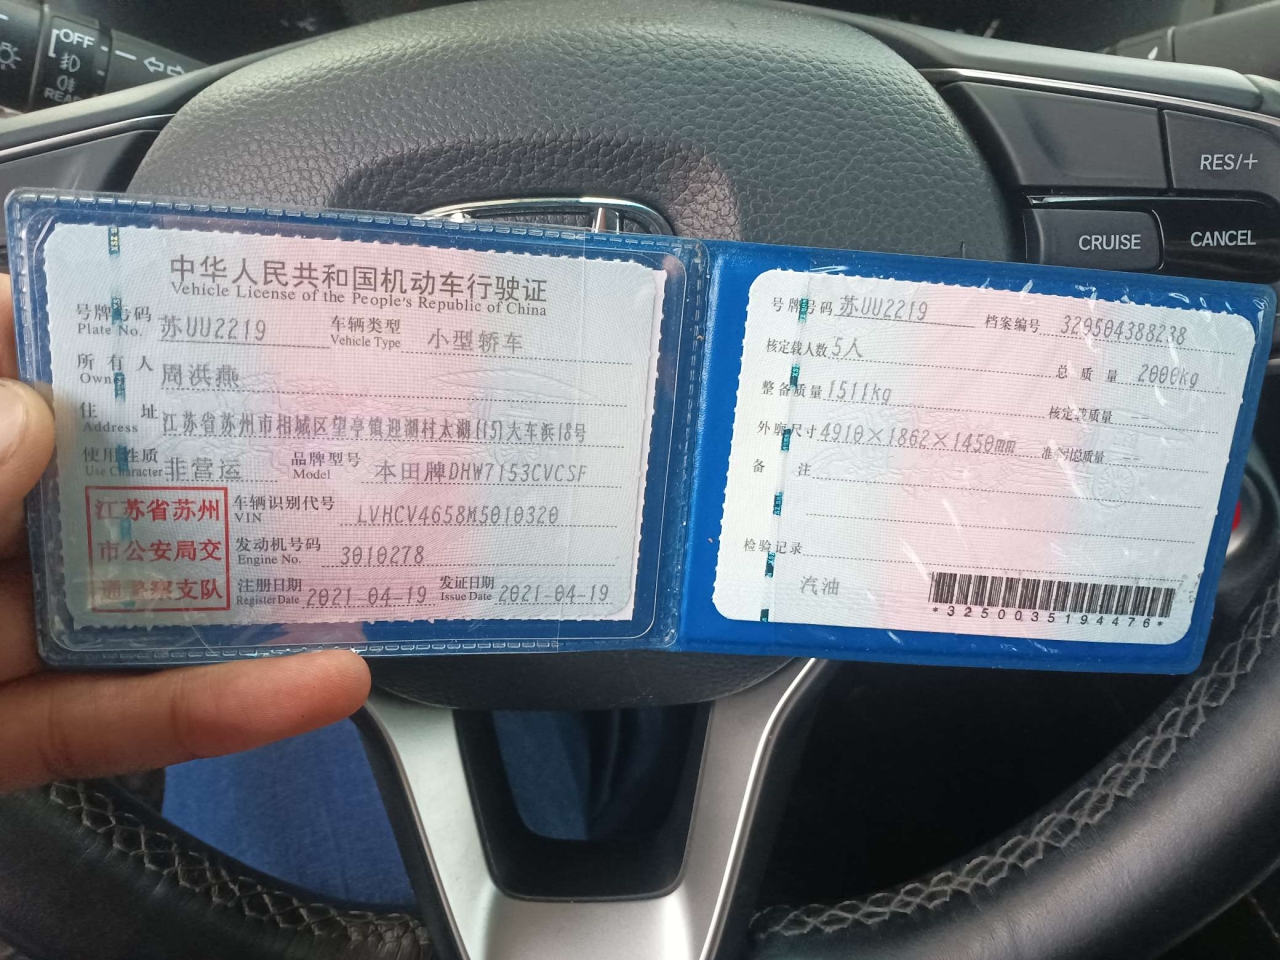 OFF
REAR
RES/+
CRUISE
CANCEL
中华人民共和国机动车行驶证
Vehicle License of the People's Republic of China
号牌号码 苏UU2219 车辆类型 小型轿车
Plate No. Vehicle Type
所有人 周洪燕
Owner
住址 江苏省苏州市相城区望亭镇迎湖村太湖(15)大车浜18号
Address
使用性质 非营运 品牌型号 本田牌DHW7153CVCSF
Use Character Model
江苏省苏州
市公安局交
通警察支队
车辆识别代号 LVHCV4658M5010320
VIN
发动机号码 3010278
Engine No.
注册日期 2021-04-19 发证日期 2021-04-19
Register Date Issue Date
号牌号码 苏UU2219 档案编号 320504388238
核定载人数 5人 总质量 2000kg
整备质量 1511kg 核定载质量 --
外廓尺寸 4910×1862×1450mm 准牵引总质量 --
备注
检验记录
汽油
*3250035194476*